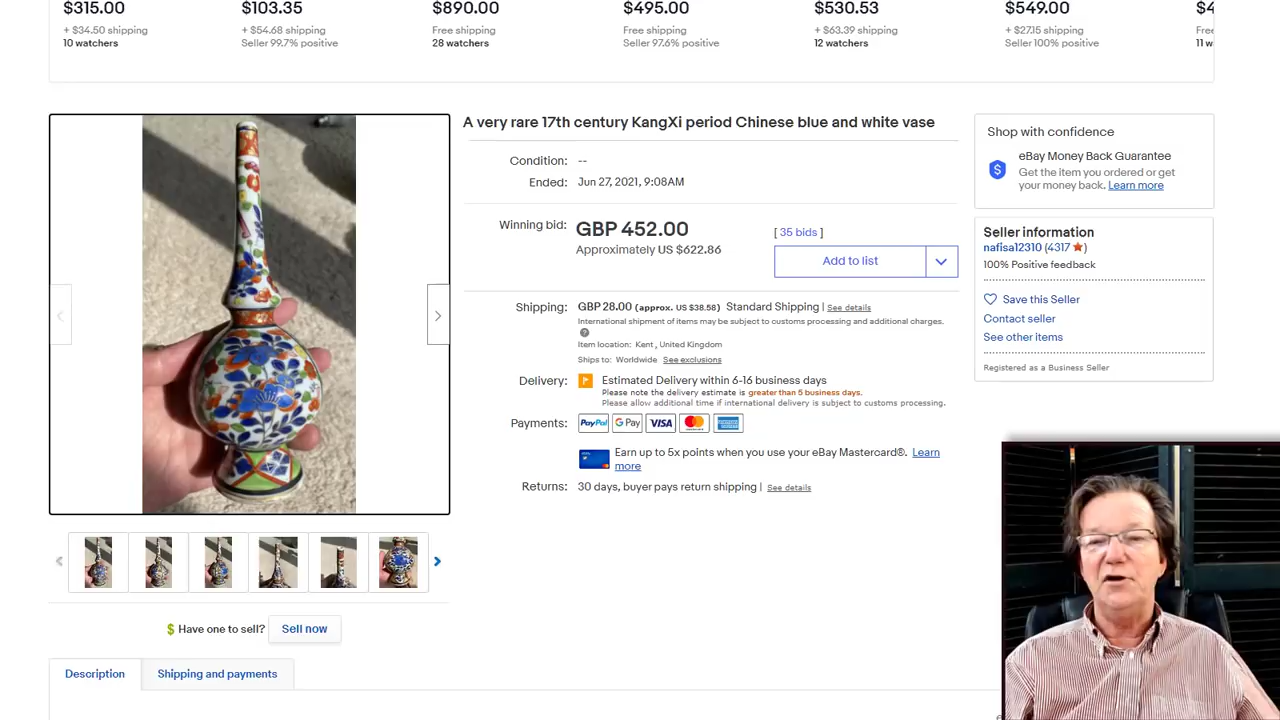 $315.00
$103.35
$890.00
$495.00
$530.53
$549.00
+ $34.50 shipping
+ $54.68 shipping
Free shipping
Free shipping
+ $63.39 shipping
+ $27.15 shipping
10 watchers
Seller 99.7% positive
28 watchers
Seller 97.6% positive
12 watchers
Seller 100% positive
A very rare 17th century KangXi period Chinese blue and white vase
Condition: --
Ended: Jun 27, 2021, 9:08AM
Winning bid: GBP 452.00 [ 35 bids ]
Approximately US $622.86
Add to list
Shipping: GBP 28.00 (approx. US $38.58) Standard Shipping | See details
International shipment of items may be subject to customs processing and additional charges.
Item location: Kent , United Kingdom
Ships to: Worldwide See exclusions
Delivery: Estimated Delivery within 6-16 business days
Please note the delivery estimate is greater than 5 business days.
Please allow additional time if international delivery is subject to customs processing.
Payments: PayPal G Pay VISA
Earn up to 5x points when you use your eBay Mastercard®. Learn
more
Returns: 30 days, buyer pays return shipping | See details
Shop with confidence
eBay Money Back Guarantee
Get the item you ordered or get
your money back. Learn more
Seller information
nafisa12310 (4317 ★)
100% Positive feedback
Save this Seller
Contact seller
See other items
Registered as a Business Seller
$ Have one to sell? Sell now
Description
Shipping and payments